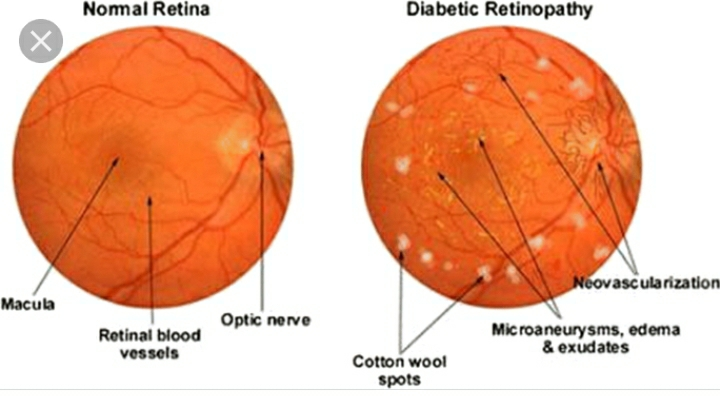 Normal Retina
Diabetic Retinopathy
Macula
Retinal blood
vessels
Optic nerve
Neovascularization
Microaneurysms, edema
& exudates
Cotton wool
spots